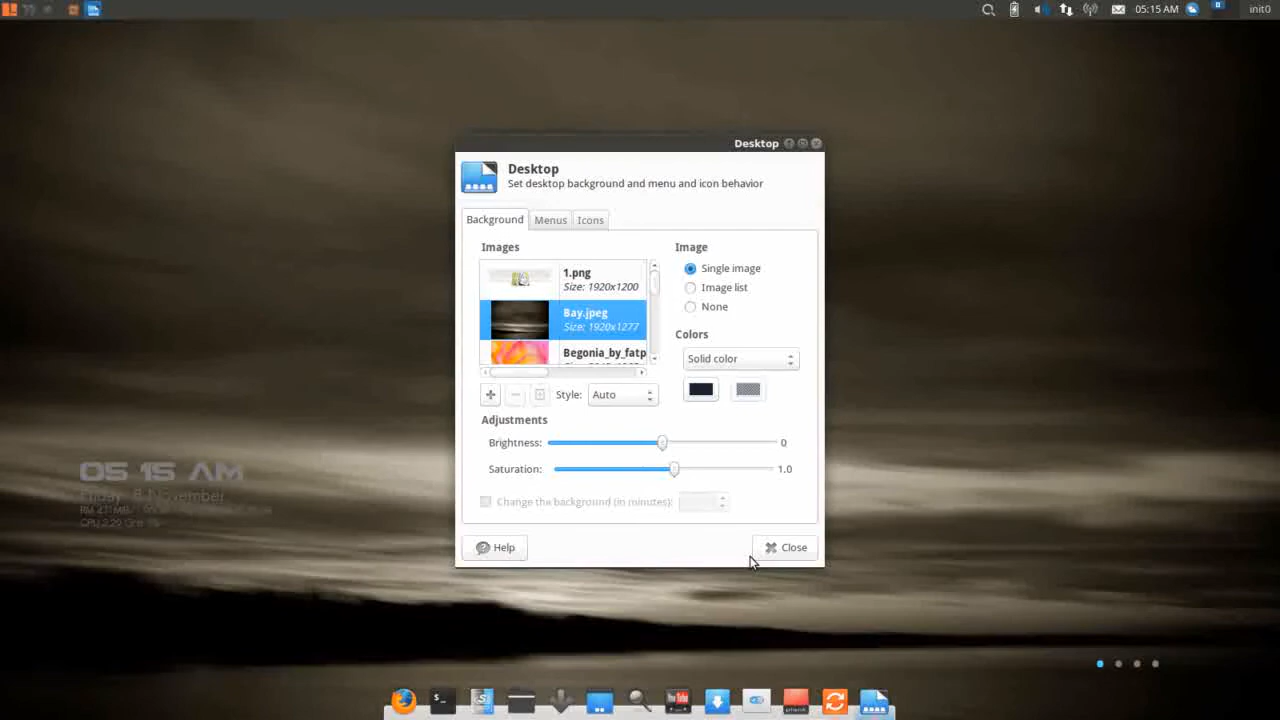 05:15 AM
init0
Desktop
Desktop
Set desktop background and menu and icon behavior
Background
Menus
Icons
Images
Image
1.png
Size: 1920x1200
Bay.jpeg
Size: 1920x1277
Begonia_by_fatp
Single image
Image list
None
Colors
Solid color
Style:
Auto
Adjustments
Brightness:
0
Saturation:
1.0
Change the background (in minutes):
Help
Close
05 15 AM
Friday, 8 November
You Tube
plank